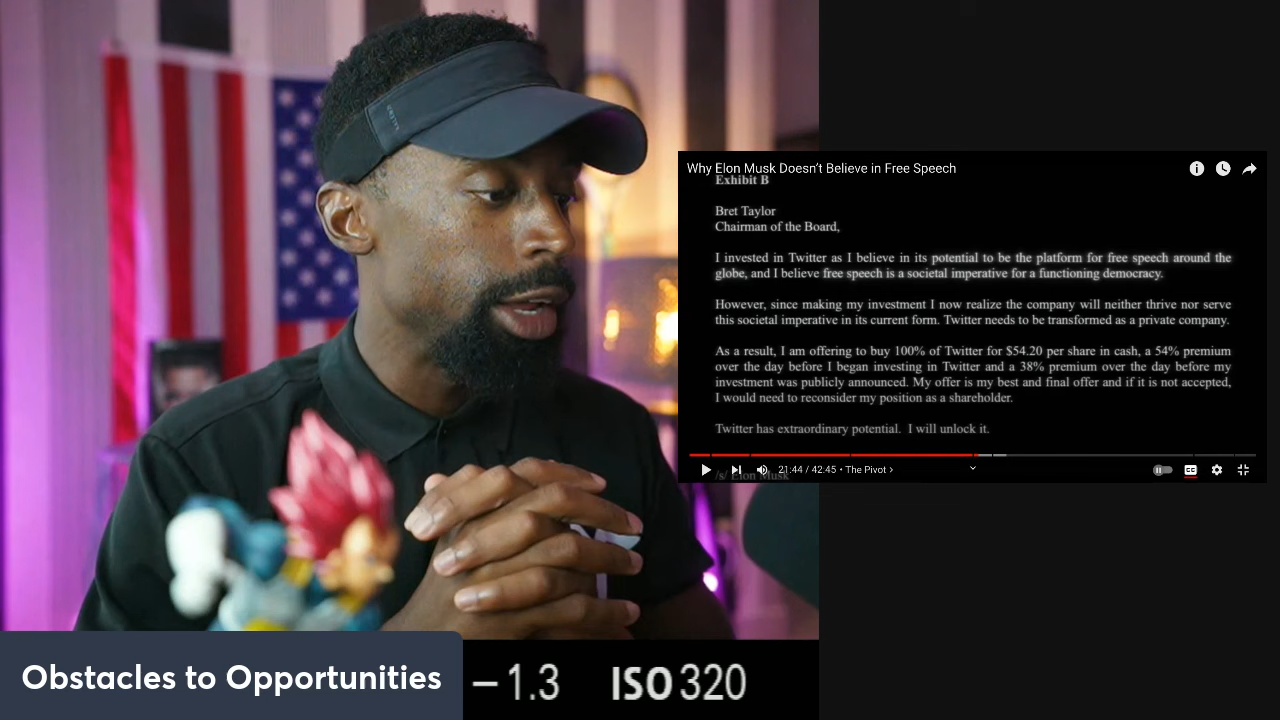 Why Elon Musk Doesn’t Believe in Free Speech
Exhibit B
Bret Taylor
Chairman of the Board,
I invested in Twitter as I believe in its potential to be the platform for free speech around the
globe, and I believe free speech is a societal imperative for a functioning democracy.
However, since making my investment I now realize the company will neither thrive nor serve
this societal imperative in its current form. Twitter needs to be transformed as a private company.
As a result, I am offering to buy 100% of Twitter for $54.20 per share in cash, a 54% premium
over the day before I began investing in Twitter and a 38% premium over the day before my
investment was publicly announced. My offer is my best and final offer and if it is not accepted,
I would need to reconsider my position as a shareholder.
Twitter has extraordinary potential. I will unlock it.
21:44 / 42:45 • The Pivot ›
CC
/s/ Elon Musk
Obstacles to Opportunities
– 1.3 ISO 320